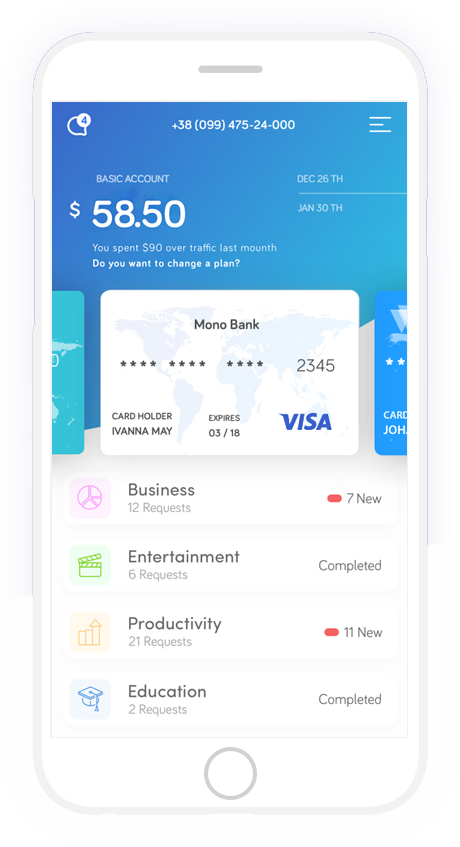 4
+38 (099) 475-24-000
BASIC ACCOUNT
DEC 26 TH
$ 58.50
JAN 30 TH
You spent $90 over traffic last mounth
Do you want to change a plan?
Mono Bank
**** **** **** 2345
CARD HOLDER
IVANNA MAY
EXPIRES
03 / 18
VISA
Business
12 Requests
7 New
Entertainment
6 Requests
Completed
Productivity
21 Requests
11 New
Education
2 Requests
Completed